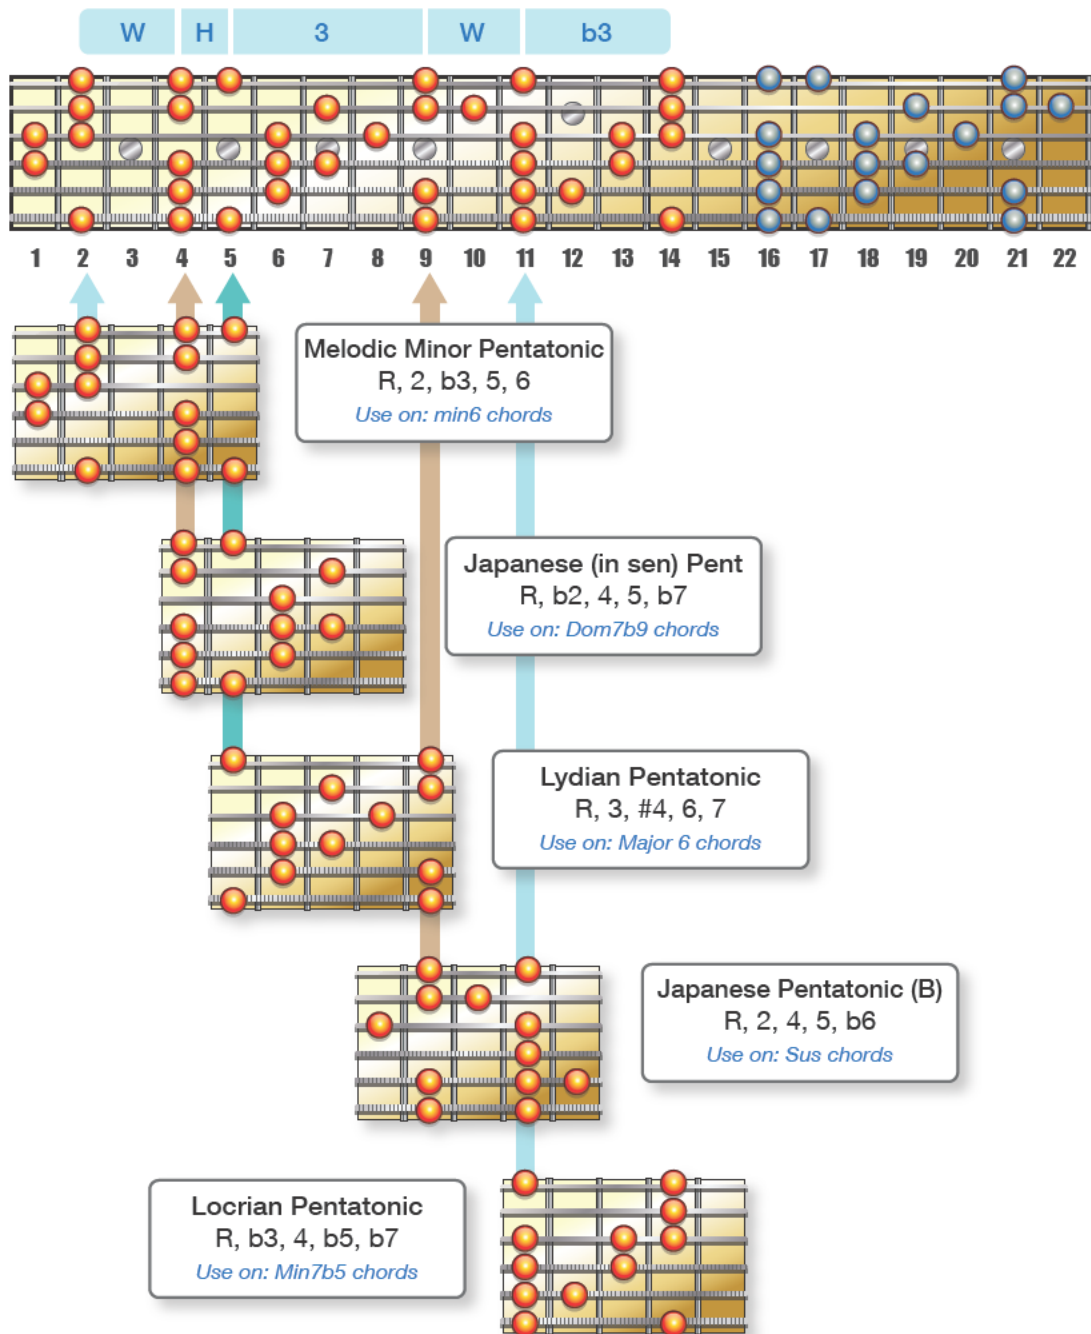 W H 3 W b3
1 2 3 4 5 6 7 8 9 10 11 12 13 14 15 16 17 18 19 20 21 22
Melodic Minor Pentatonic
R, 2, b3, 5, 6
Use on: min6 chords
Japanese (in sen) Pent
R, b2, 4, 5, b7
Use on: Dom7b9 chords
Lydian Pentatonic
R, 3, #4, 6, 7
Use on: Major 6 chords
Japanese Pentatonic (B)
R, 2, 4, 5, b6
Use on: Sus chords
Locrian Pentatonic
R, b3, 4, b5, b7
Use on: Min7b5 chords